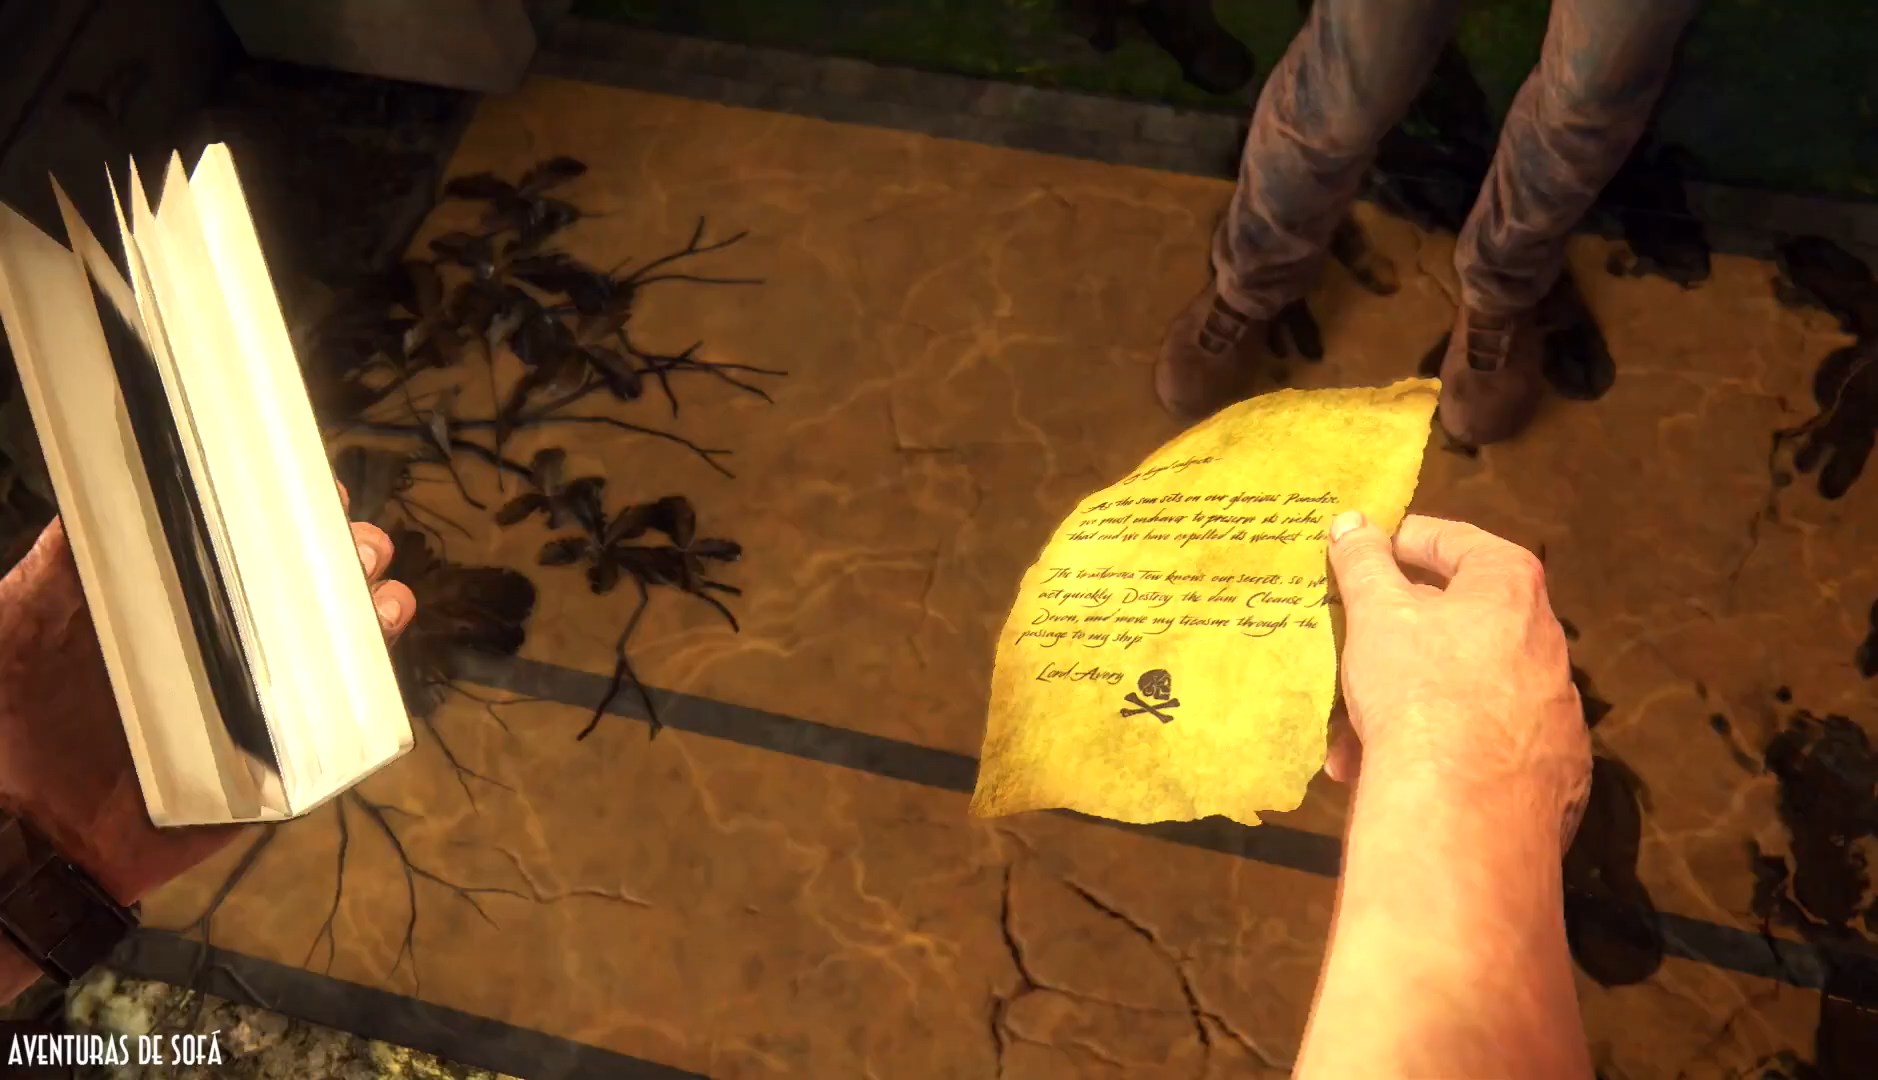 loyal subjects-
As the sun sets on our glorious Paradise,
we must endeavor to preserve its riches
that end we have expelled its weakest
The traitorous Tew knows our secrets. so we
act quickly Destroy the dam Cleanse
Devon, and move my treasure through the
passage to my ship
Lord Avery
AVENTURAS DE SOFÁ